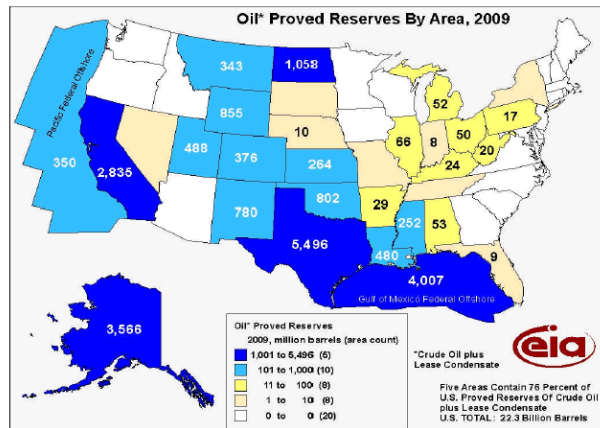 Oil* Proved Reserves By Area, 2009
Pacific Federal Offshore
343
1,058
855
10
52
17
66
8
50
20
24
350
2,835
488
376
264
802
29
780
252
53
5,496
480
4,007
9
Gulf of Mexico Federal Offshore
3,566
Oil* Proved Reserves
2009, million barrels (area count)
1,001 to 5,496 (5)
101 to 1,000 (10)
11 to 100 (8)
1 to 10 (8)
0 to 0 (20)
*Crude Oil plus
Lease Condensate
eia
Five Areas Contain 76 Percent of
U.S. Proved Reserves Of Crude Oil
plus Lease Condensate
U.S. TOTAL: 22.3 Billion Barrels